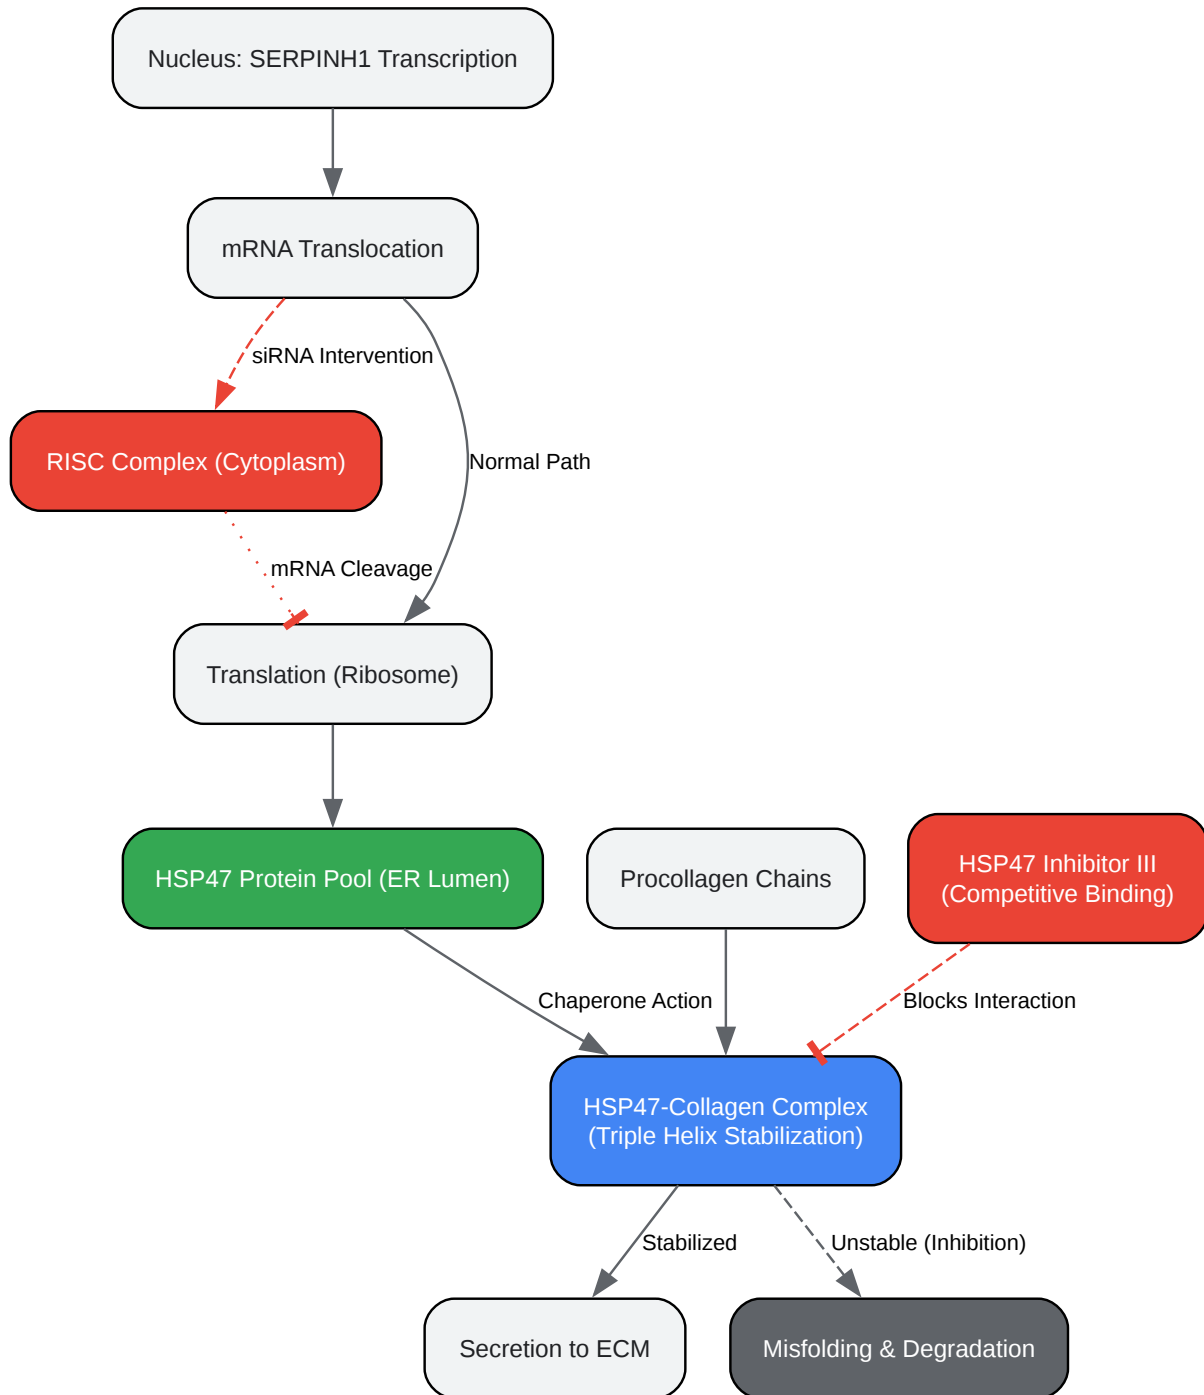 Nucleus: SERPINH1 Transcription
mRNA Translocation
siRNA Intervention
RISC Complex (Cytoplasm)
Normal Path
mRNA Cleavage
Translation (Ribosome)
HSP47 Protein Pool (ER Lumen)
Procollagen Chains
HSP47 Inhibitor III
(Competitive Binding)
Chaperone Action
Blocks Interaction
HSP47-Collagen Complex
(Triple Helix Stabilization)
Stabilized
Unstable (Inhibition)
Secretion to ECM
Misfolding & Degradation